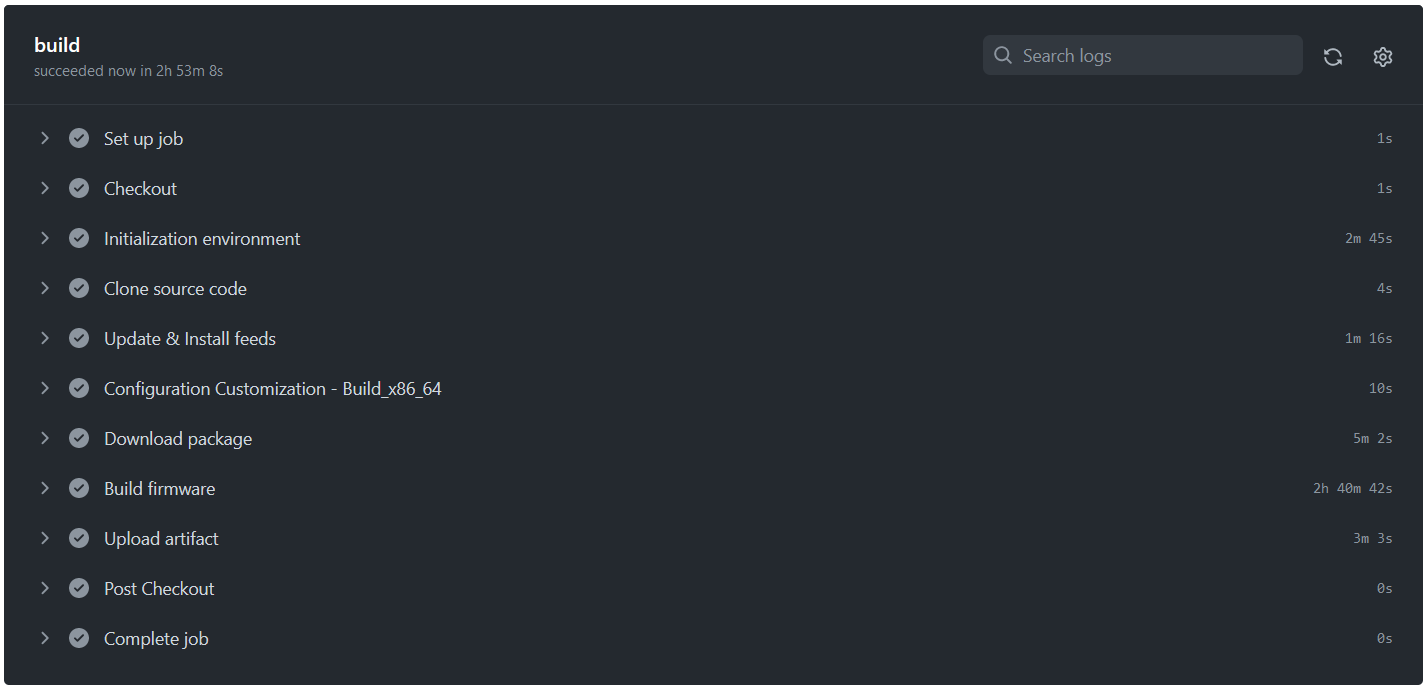 build
succeeded now in 2h 53m 8s
Search logs
Set up job 1s
Checkout 1s
Initialization environment 2m 45s
Clone source code 4s
Update & Install feeds 1m 16s
Configuration Customization - Build_x86_64 10s
Download package 5m 2s
Build firmware 2h 40m 42s
Upload artifact 3m 3s
Post Checkout 0s
Complete job 0s